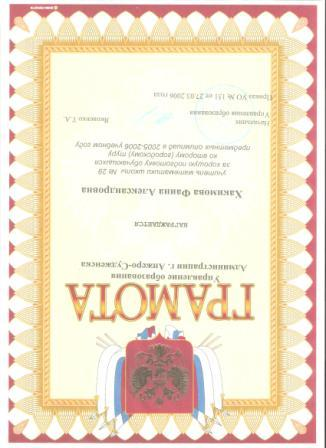 ГРАМОТА
Управление образования
Администрации г. Анжеро-Судженска
НАГРАЖДАЕТСЯ
Хакимова Фаина Александровна
учитель математики школы № 29
за хорошую подготовку обучающихся
ко второму (городскому) туру
предметных олимпиад в 2005-2006 учебном году
Начальник
Управления образования
Яковенко Т.А.
Приказ УО № 151 от 27.03.2006 года